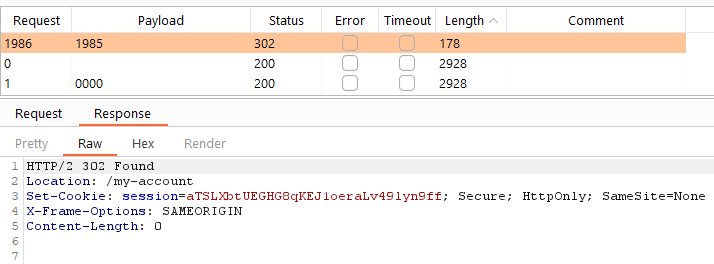 Request Payload Status Error Timeout Length Comment
1986 1985 302 178
0 200 2928
1 0000 200 2928
Request Response
Pretty Raw Hex Render
1 HTTP/2 302 Found
2 Location: /my-account
3 Set-Cookie: session=aTSLXbtUEGHG8qKEJ1oeraLv49lyn9ff; Secure; HttpOnly; SameSite=None
4 X-Frame-Options: SAMEORIGIN
5 Content-Length: 0
6
7